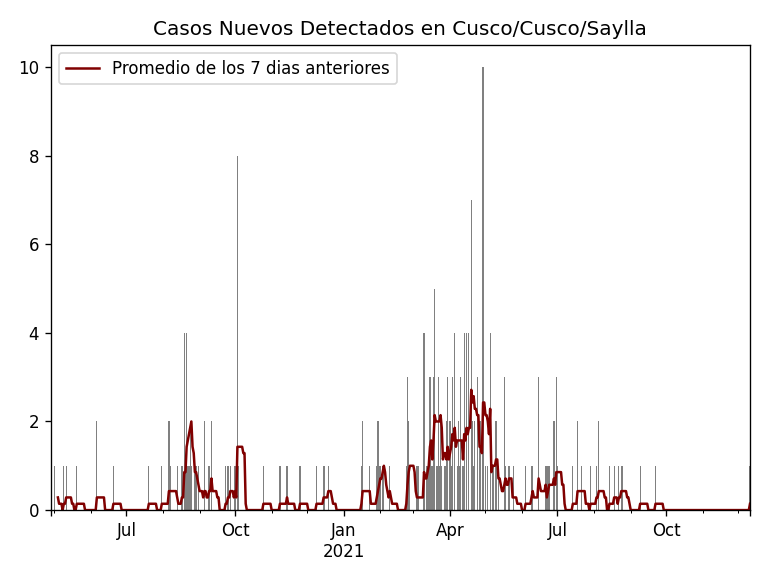 Casos Nuevos Detectados en Cusco/Cusco/Saylla
Promedio de los 7 dias anteriores
10
8
6
4
2
0
Jul
Oct
Jan
Apr
Jul
Oct
2021